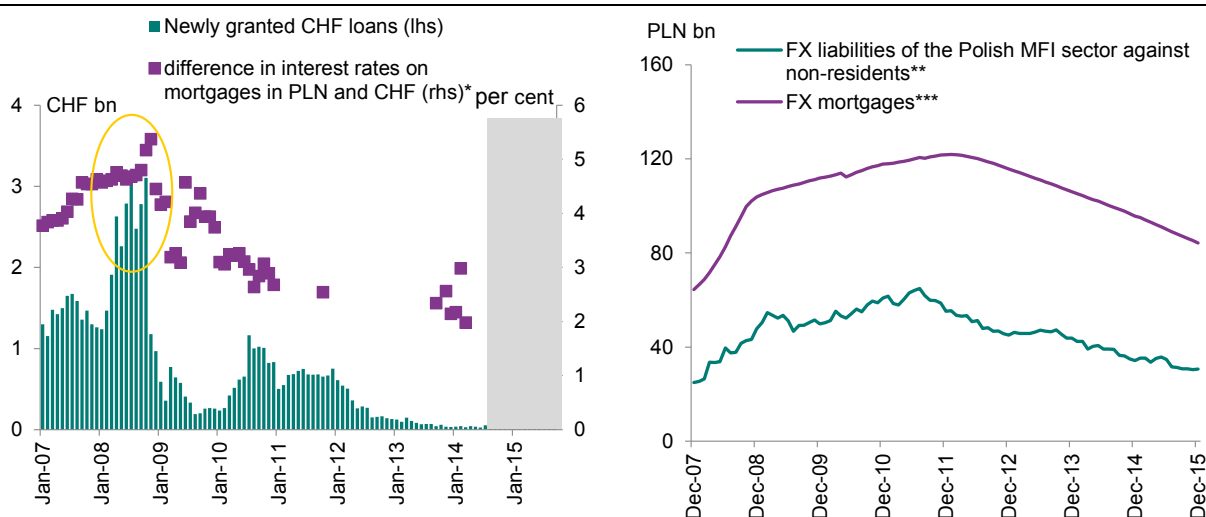 Newly granted CHF loans (lhs)
difference in interest rates on
mortgages in PLN and CHF (rhs)*
CHF bn
per cent
4
3
2
1
0
6
5
4
3
2
1
0
Jan-07
Jan-08
Jan-09
Jan-10
Jan-11
Jan-12
Jan-13
Jan-14
Jan-15
PLN bn
FX liabilities of the Polish MFI sector against
non-residents**
FX mortgages***
160
120
80
40
0
Dec-07
Dec-08
Dec-09
Dec-10
Dec-11
Dec-12
Dec-13
Dec-14
Dec-15